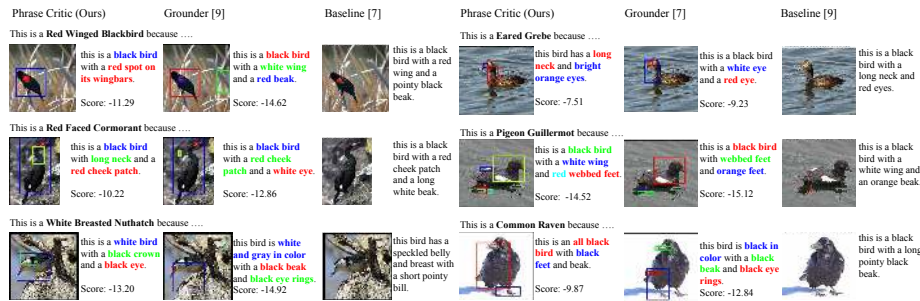 Phrase Critic (Ours) Grounder [9] Baseline [7]
This is a Red Winged Blackbird because ….
this is a black bird
with a red spot on
its wingbars.
Score: -11.29
this is a black bird
with a white wing
and a red beak.
Score: -14.62
this is a black
bird with a red
wing and a
pointy black
beak.
This is a Red Faced Cormorant because ….
this is a black bird
with long neck and a
red cheek patch.
Score: -10.22
this is a black bird
with a red cheek
patch and a white eye.
Score: -12.86
this is a black
bird with a red
cheek patch
and a long
white beak.
This is a White Breasted Nuthatch because ….
this is a white bird
with a black crown
and a black eye.
Score: -13.20
this bird is white
and gray in color
with a black beak
and black eye rings.
Score: -14.92
this bird has a
speckled belly
and breast with
a short pointy
bill.
Phrase Critic (Ours) Grounder [7] Baseline [9]
This is a Eared Grebe because ….
this bird has a long
neck and bright
orange eyes.
Score: -7.51
this is a black bird
with a white eye
and a red eye.
Score: -9.23
this is a black
bird with a
long neck and
red eyes.
This is a Pigeon Guillermot because ….
this is a black bird
with a white wing
and red webbed feet.
Score: -14.52
this is a black bird
with webbed feet
and orange feet.
Score: -15.12
this is a black
bird with a
white wing and
an orange beak.
This is a Common Raven because ….
this is an all black
bird with black
feet and beak.
Score: -9.87
this bird is black in
color with a black
beak and black eye
rings.
Score: -12.84
this is a black
bird with a long
pointy black
beak.